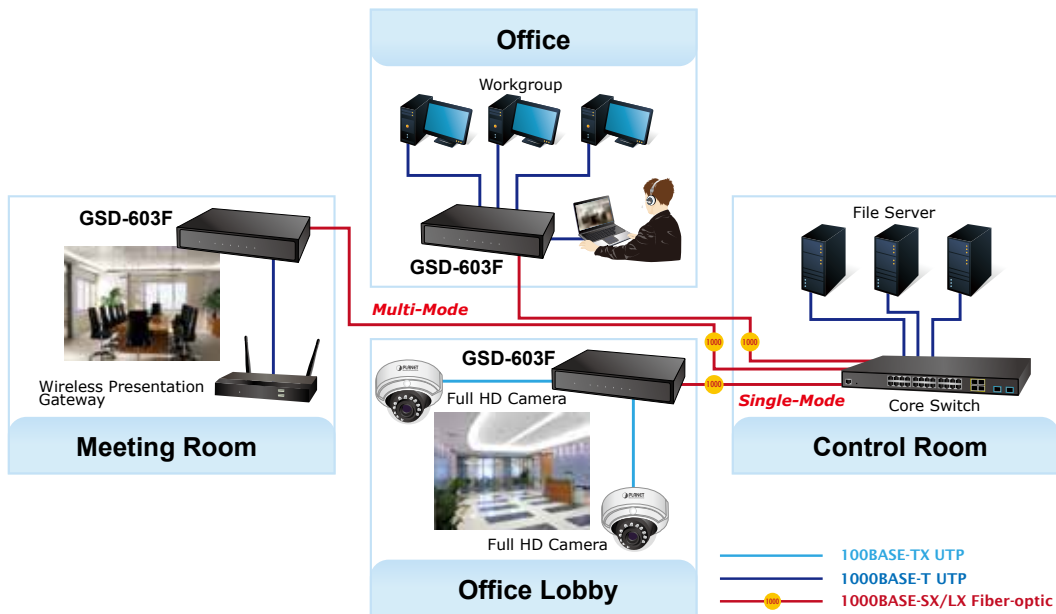 Office
Workgroup
GSD-603F
Meeting Room
GSD-603F
Wireless Presentation
Gateway
Multi-Mode
1000
1000
1000
Single-Mode
GSD-603F
PLANET
Full HD Camera
PLANET
Full HD Camera
Office Lobby
File Server
Core Switch
Control Room
100BASE-TX UTP
1000BASE-T UTP
1000
1000BASE-SX/LX Fiber-optic